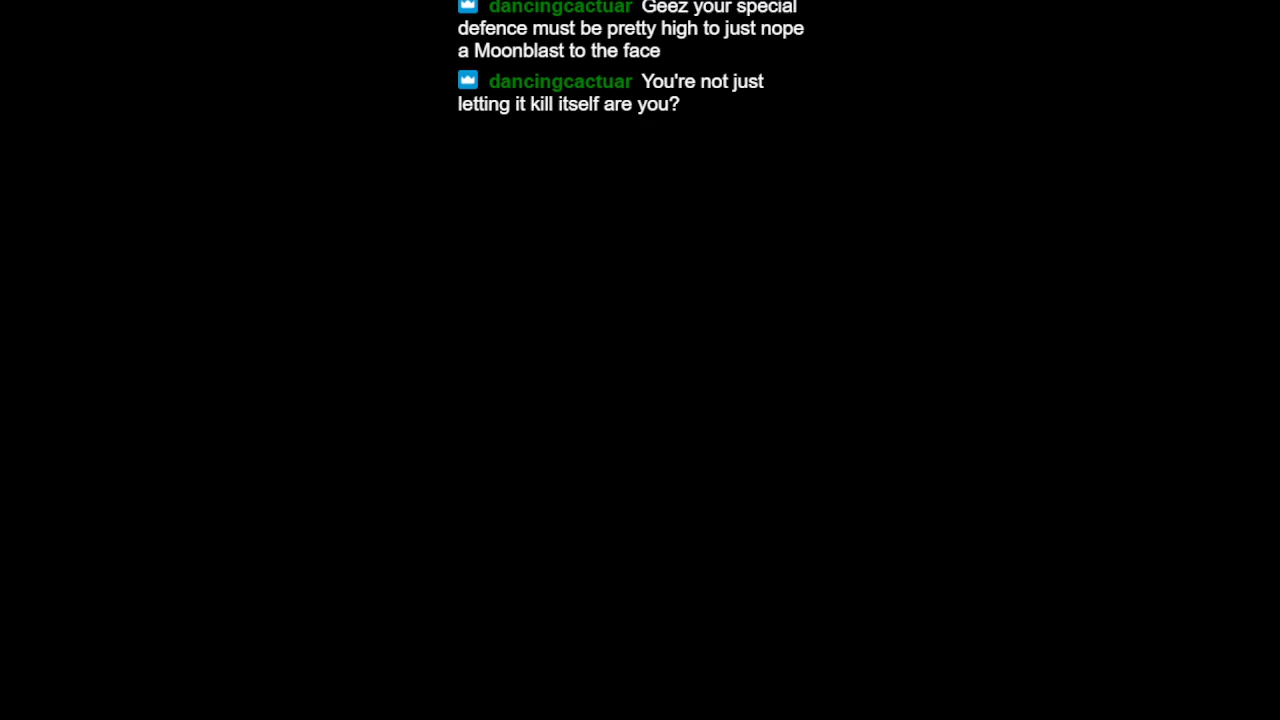 dancingcactuar Geez your special
defence must be pretty high to just nope
a Moonblast to the face
dancingcactuar You're not just
letting it kill itself are you?